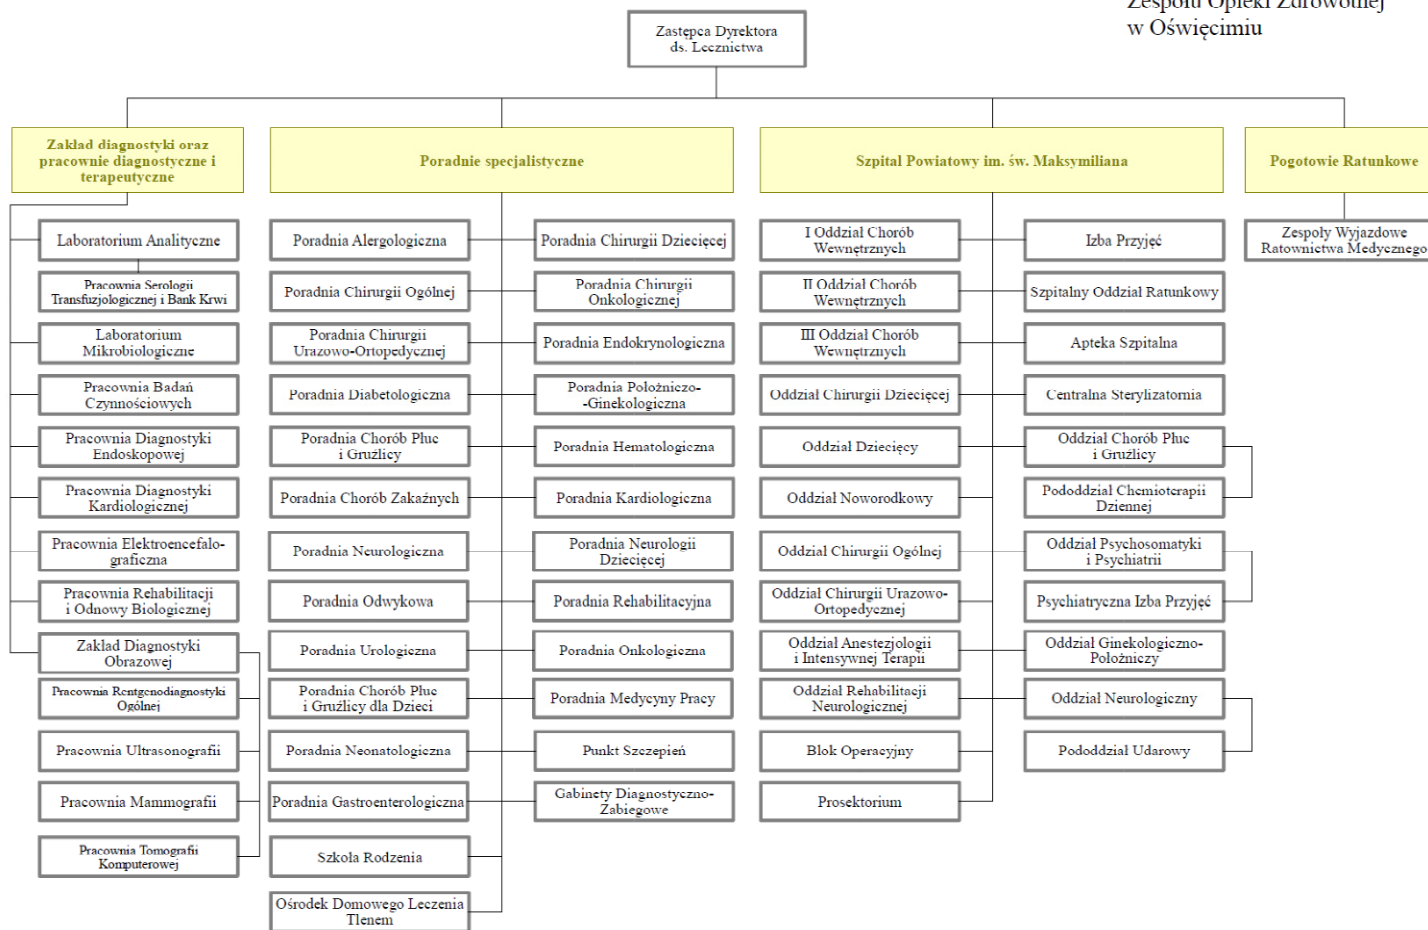 Zespołu Opieki Zdrowotnej
w Oświęcimiu
Zastępca Dyrektora
ds. Lecznictwa
Zakład diagnostyki oraz
pracownie diagnostyczne i
terapeutyczne
Poradnie specjalistyczne
Szpital Powiatowy im. św. Maksymiliana
Pogotowie Ratunkowe
Laboratorium Analityczne
Pracownia Serologii
Transfuzjologicznej i Bank Krwi
Laboratorium
Mikrobiologiczne
Pracownia Badań
Czynnościowych
Pracownia Diagnostyki
Endoskopowej
Pracownia Diagnostyki
Kardiologicznej
Pracownia Elektroencefalo-
graficzna
Pracownia Rehabilitacji
i Odnowy Biologicznej
Zakład Diagnostyki
Obrazowej
Pracownia Rentgenodiagnostyki
Ogólnej
Pracownia Ultrasonografii
Pracownia Mammografii
Pracownia Tomografii
Komputerowej
Poradnia Alergologiczna
Poradnia Chirurgii Ogólnej
Poradnia Chirurgii
Urazowo-Ortopedycznej
Poradnia Diabetologiczna
Poradnia Chorób Płuc
i Gruźlicy
Poradnia Chorób Zakaźnych
Poradnia Neurologiczna
Poradnia Odwykowa
Poradnia Urologiczna
Poradnia Chorób Płuc
i Gruźlicy dla Dzieci
Poradnia Neonatologiczna
Poradnia Gastroenterologiczna
Szkoła Rodzenia
Ośrodek Domowego Leczenia
Tlenem
Poradnia Chirurgii Dziecięcej
Poradnia Chirurgii
Onkologicznej
Poradnia Endokrynologiczna
Poradnia Położniczo-
-Ginekologiczna
Poradnia Hematologiczna
Poradnia Kardiologiczna
Poradnia Neurologii
Dziecięcej
Poradnia Rehabilitacyjna
Poradnia Onkologiczna
Poradnia Medycyny Pracy
Punkt Szczepień
Gabinety Diagnostyczno-
Zabiegowe
I Oddział Chorób
Wewnętrznych
II Oddział Chorób
Wewnętrznych
III Oddział Chorób
Wewnętrznych
Oddział Chirurgii Dziecięcej
Oddział Dziecięcy
Oddział Noworodkowy
Oddział Chirurgii Ogólnej
Oddział Chirurgii Urazowo-
Ortopedycznej
Oddział Anestezjologii
i Intensywnej Terapii
Oddział Rehabilitacji
Neurologicznej
Blok Operacyjny
Prosektorium
Izba Przyjęć
Szpitalny Oddział Ratunkowy
Apteka Szpitalna
Centralna Sterylizatornia
Oddział Chorób Płuc
i Gruźlicy
Pododdział Chemioterapii
Dziennej
Oddział Psychosomatyki
i Psychiatrii
Psychiatryczna Izba Przyjęć
Oddział Ginekologiczno-
Położniczy
Oddział Neurologiczny
Pododdział Udarowy
Zespoły Wyjazdowe
Ratownictwa Medycznego